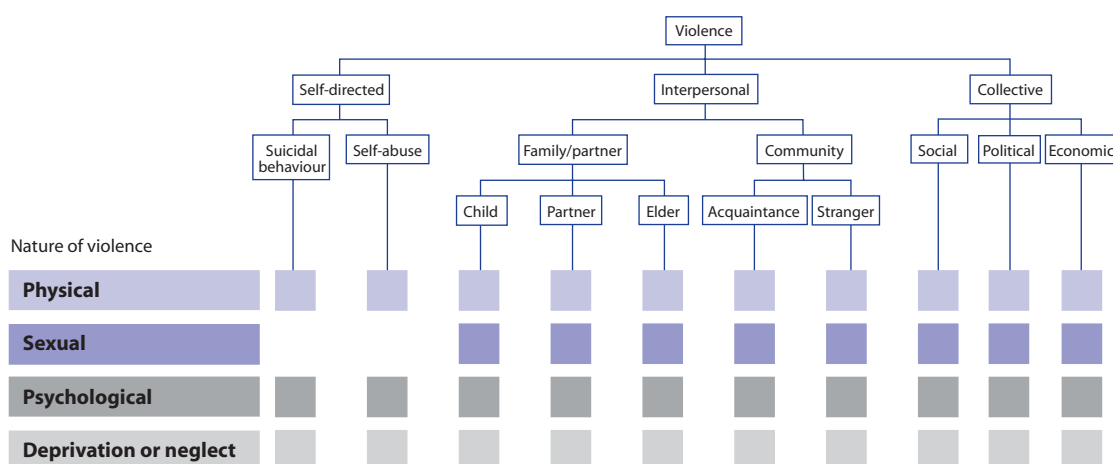 Violence
Self-directed
Interpersonal
Collective
Suicidal
behaviour
Self-abuse
Family/partner
Community
Social
Political
Economic
Child
Partner
Elder
Acquaintance
Stranger
Nature of violence
Physical
Sexual
Psychological
Deprivation or neglect